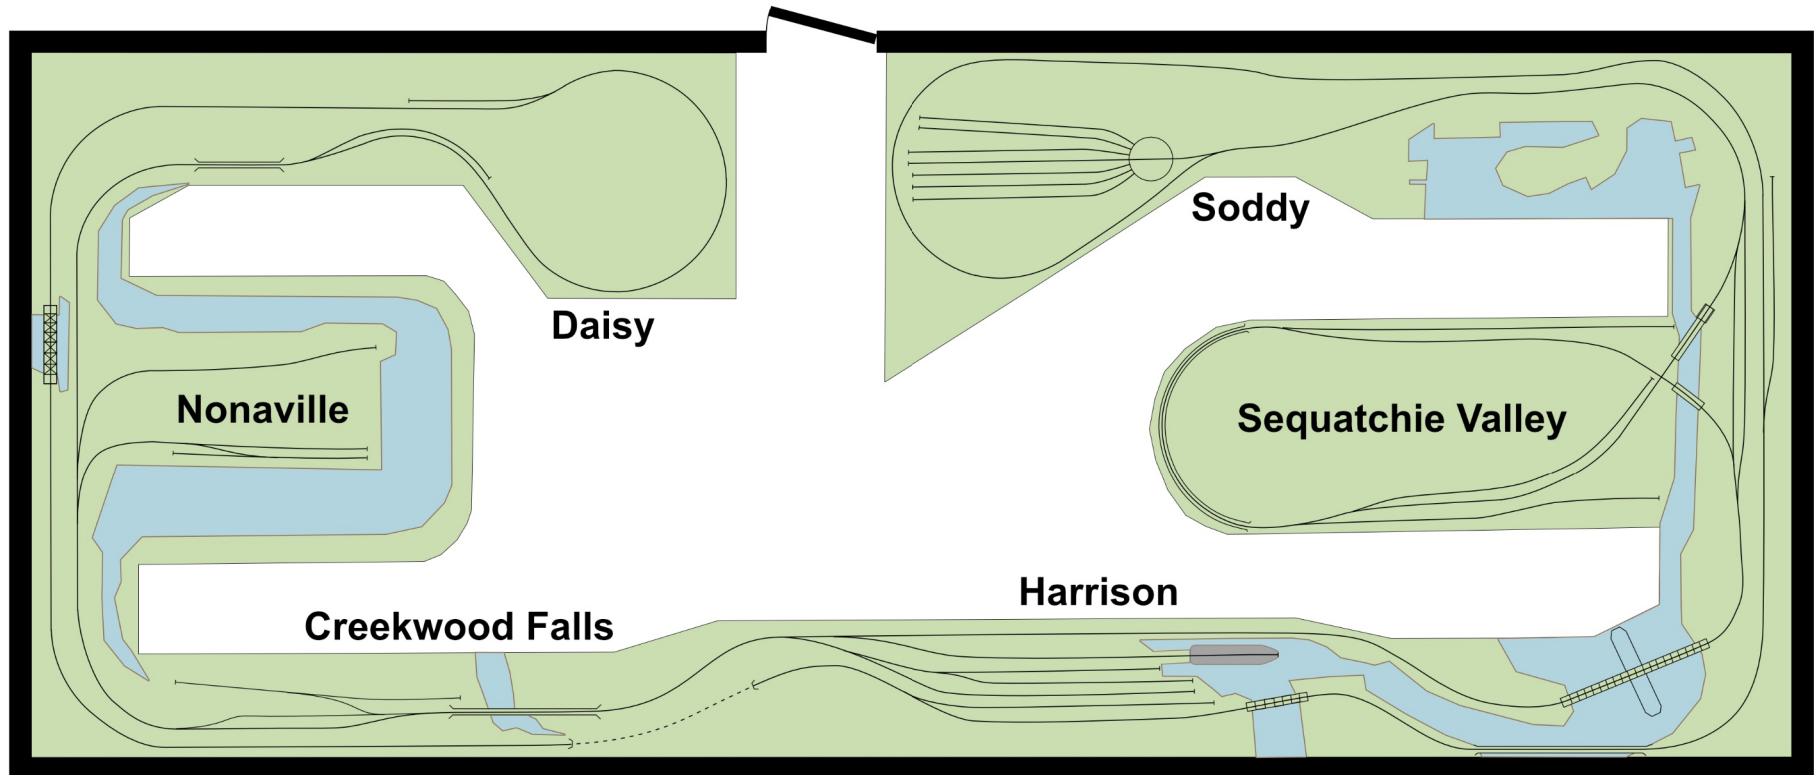 Soddy
Daisy
Nonaville
Sequatchie Valley
Harrison
Creekwood Falls